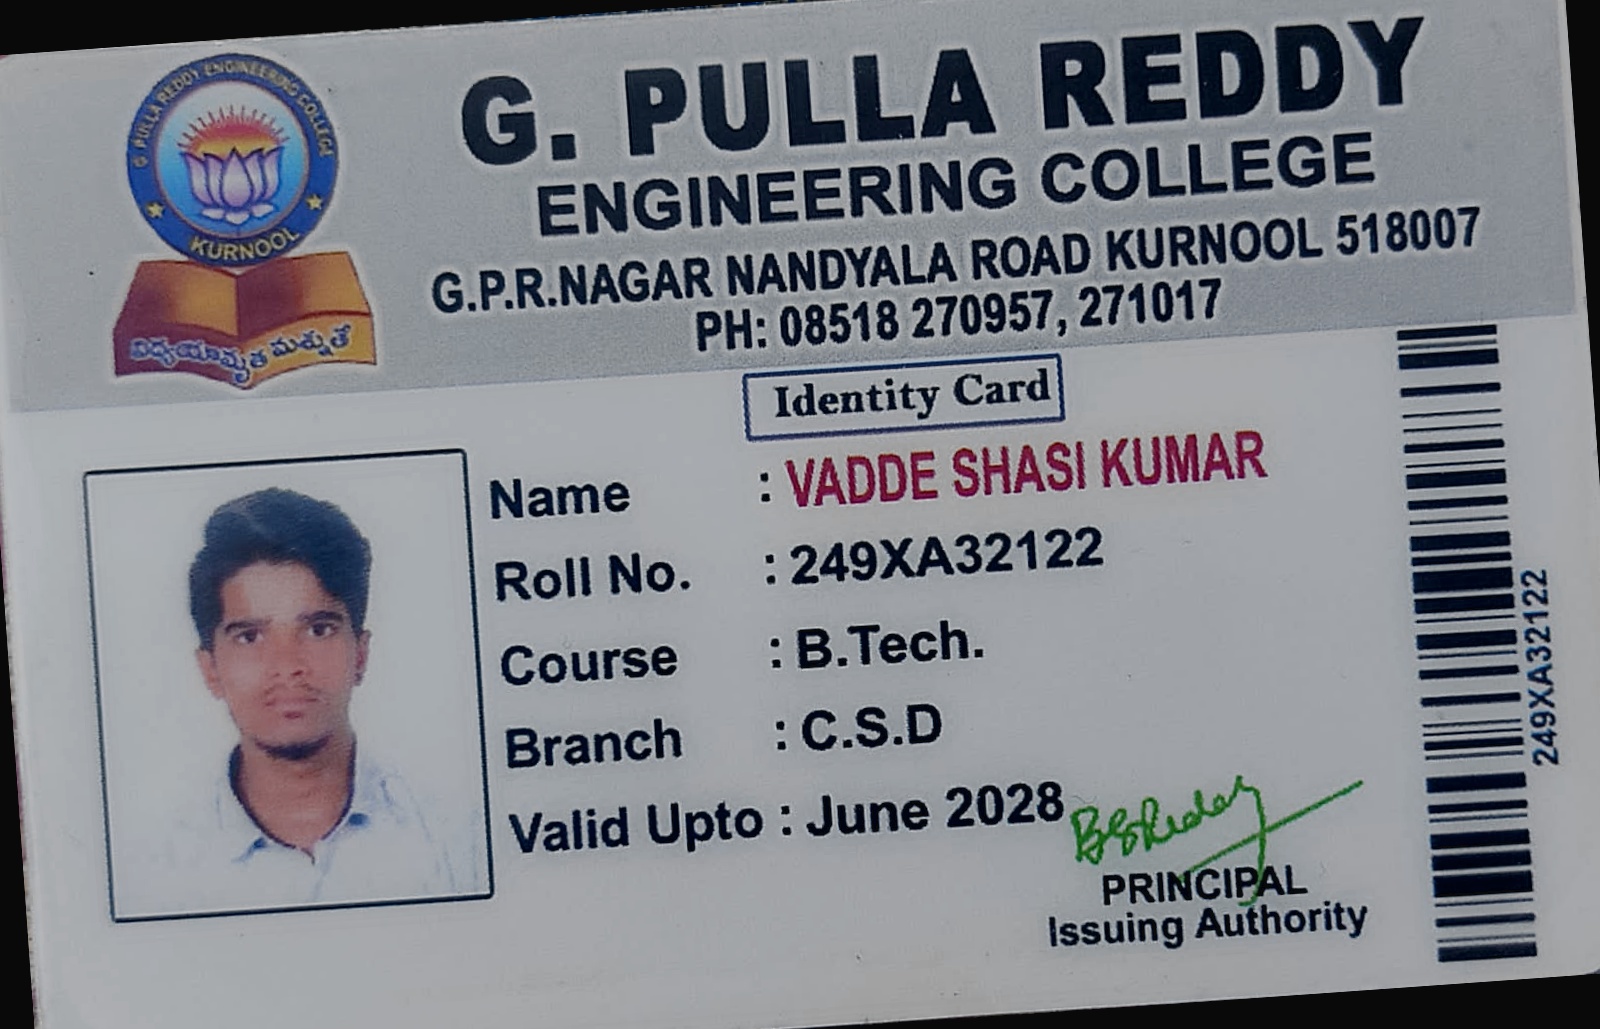 G PULLA REDDY ENGINEERING COLLEGE
KURNOOL
విద్యయామృత మశ్నుతే
G. PULLA REDDY
ENGINEERING COLLEGE
G.P.R.NAGAR NANDYALA ROAD KURNOOL 518007
PH: 08518 270957, 271017
Identity Card
Name : VADDE SHASI KUMAR
Roll No. : 249XA32122
Course : B.Tech.
Branch : C.S.D
Valid Upto : June 2028
PRINCIPAL
Issuing Authority
249XA32122